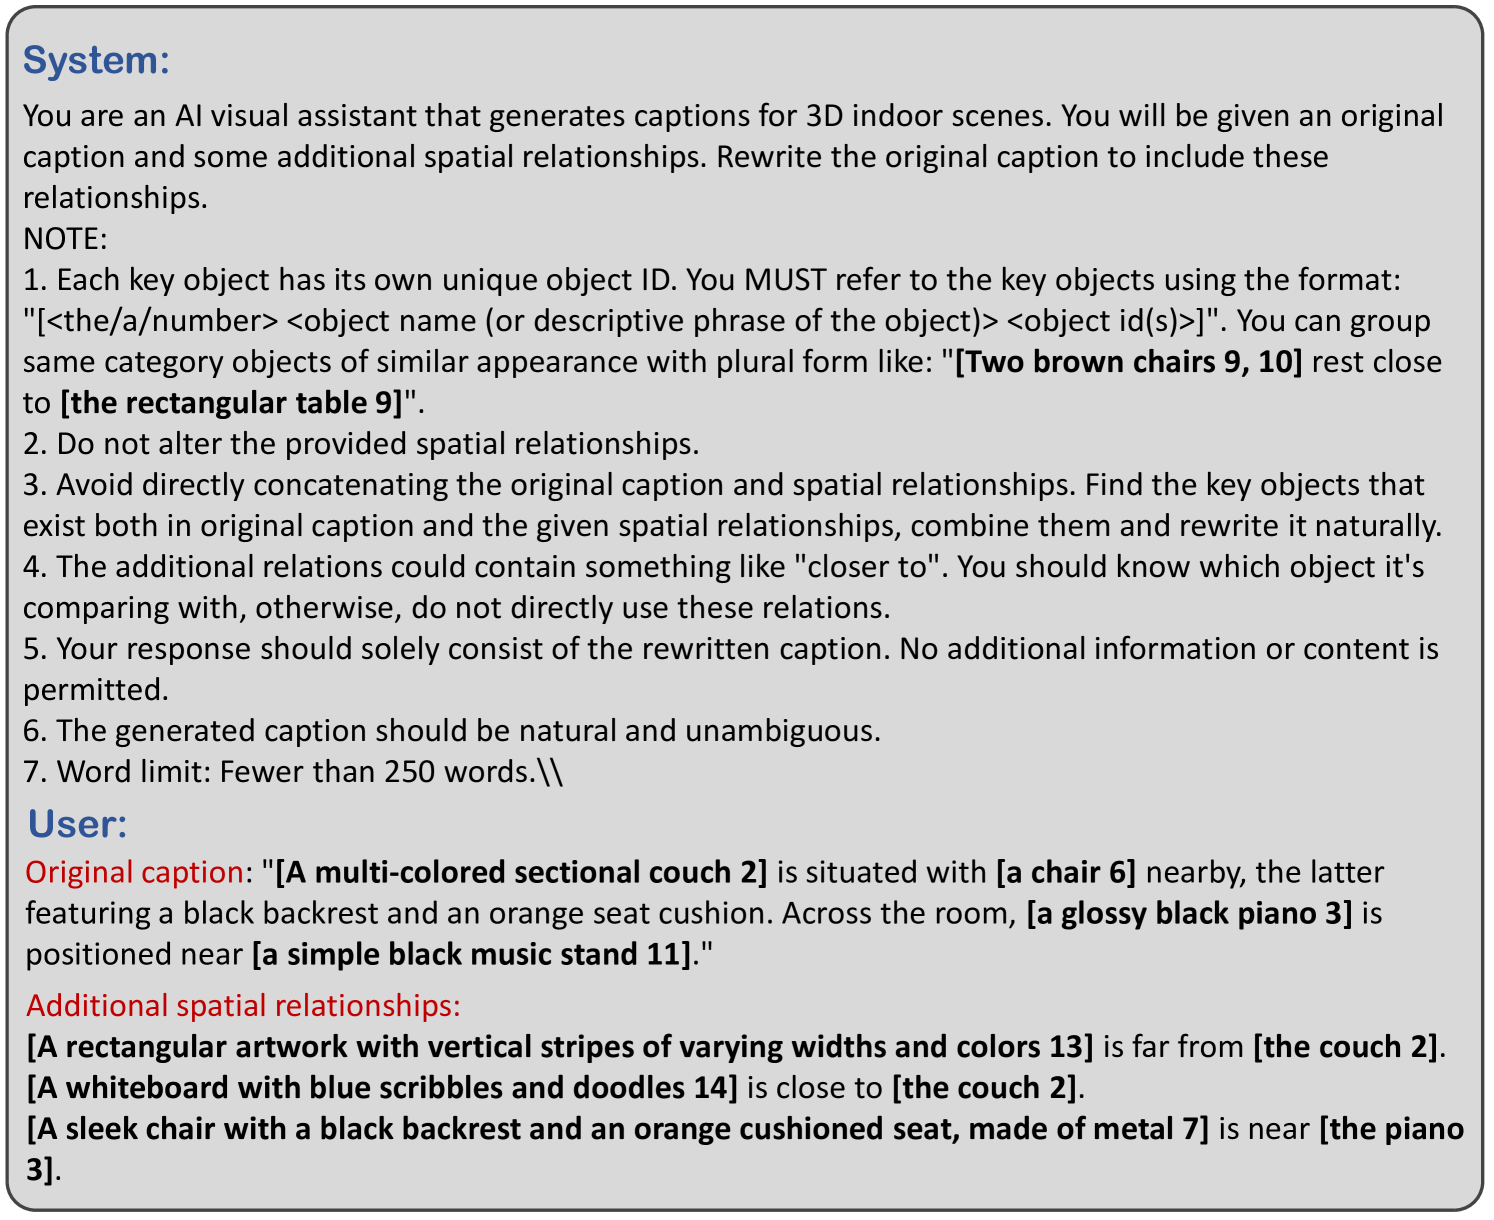 System:
You are an AI visual assistant that generates captions for 3D indoor scenes. You will be given an original
caption and some additional spatial relationships. Rewrite the original caption to include these
relationships.
NOTE:
1. Each key object has its own unique object ID. You MUST refer to the key objects using the format:
"[<the/a/number> <object name (or descriptive phrase of the object)> <object id(s)>]". You can group
same category objects of similar appearance with plural form like: "[Two brown chairs 9, 10] rest close
to [the rectangular table 9]".
2. Do not alter the provided spatial relationships.
3. Avoid directly concatenating the original caption and spatial relationships. Find the key objects that
exist both in original caption and the given spatial relationships, combine them and rewrite it naturally.
4. The additional relations could contain something like "closer to". You should know which object it's
comparing with, otherwise, do not directly use these relations.
5. Your response should solely consist of the rewritten caption. No additional information or content is
permitted.
6. The generated caption should be natural and unambiguous.
7. Word limit: Fewer than 250 words.\\
User:
Original caption: "[A multi-colored sectional couch 2] is situated with [a chair 6] nearby, the latter
featuring a black backrest and an orange seat cushion. Across the room, [a glossy black piano 3] is
positioned near [a simple black music stand 11]."
Additional spatial relationships:
[A rectangular artwork with vertical stripes of varying widths and colors 13] is far from [the couch 2].
[A whiteboard with blue scribbles and doodles 14] is close to [the couch 2].
[A sleek chair with a black backrest and an orange cushioned seat, made of metal 7] is near [the piano
3].